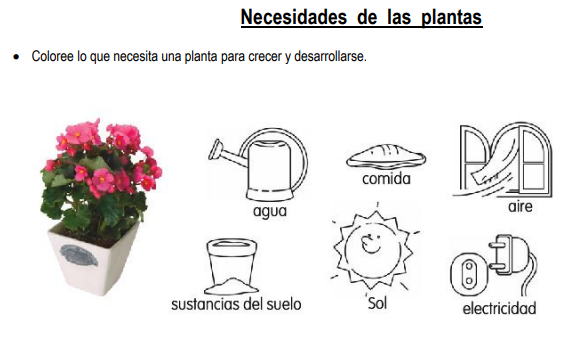 Necesidades de las plantas
• Coloree lo que necesita una planta para crecer y desarrollarse.
agua
comida
aire
sustancias del suelo
Sol
electricidad